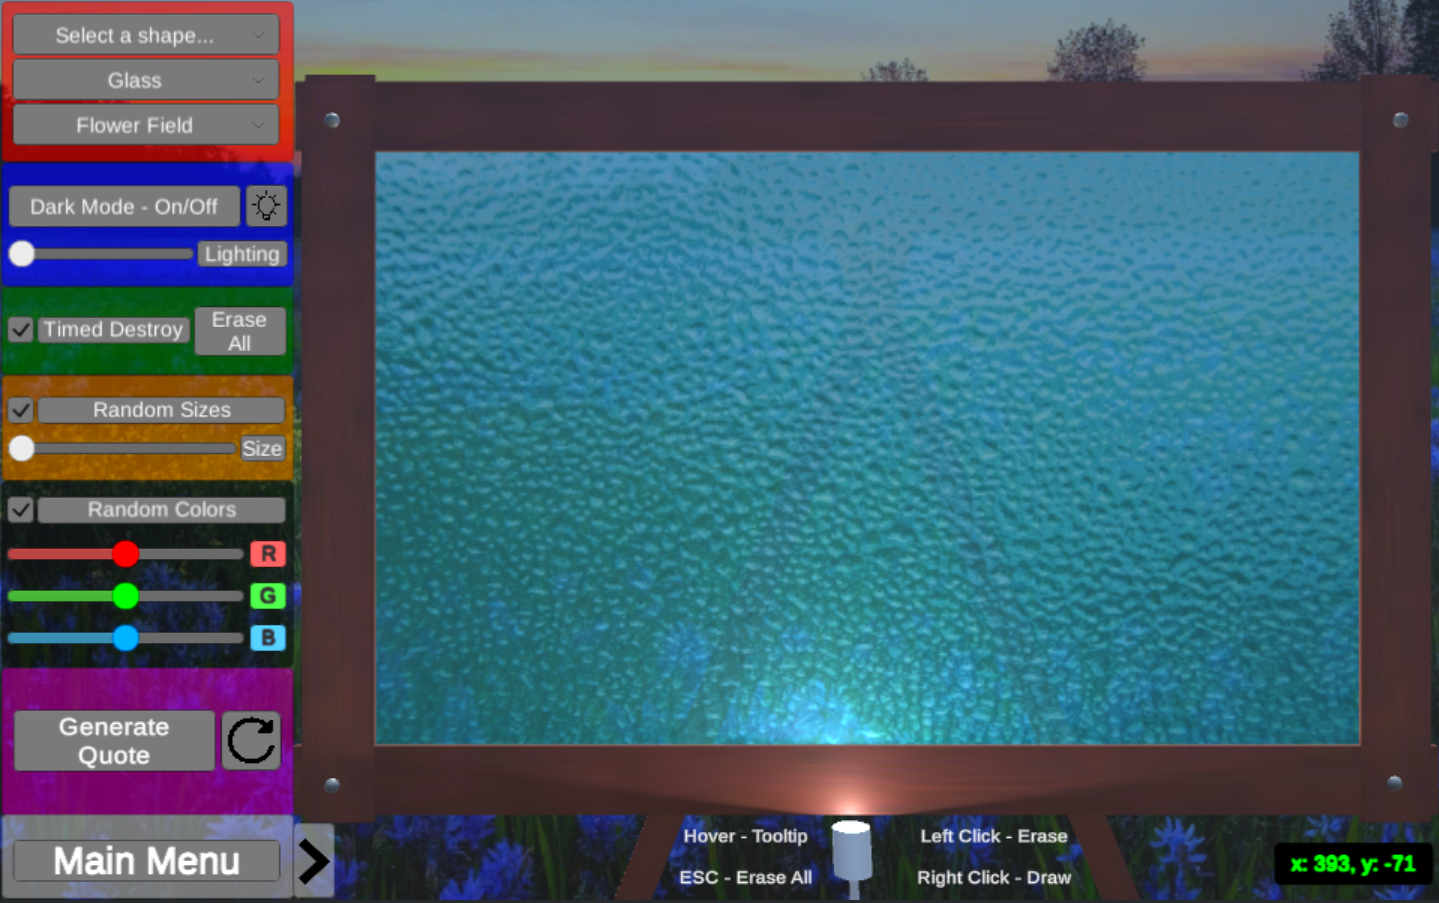 Select a shape...
Glass
Flower Field
Dark Mode - On/Off
Lighting
Timed Destroy
Erase
All
Random Sizes
Size
Random Colors
R
G
B
Generate
Quote
Main Menu
Hover - Tooltip
Left Click - Erase
ESC - Erase All
Right Click - Draw
x: 393, y: -71